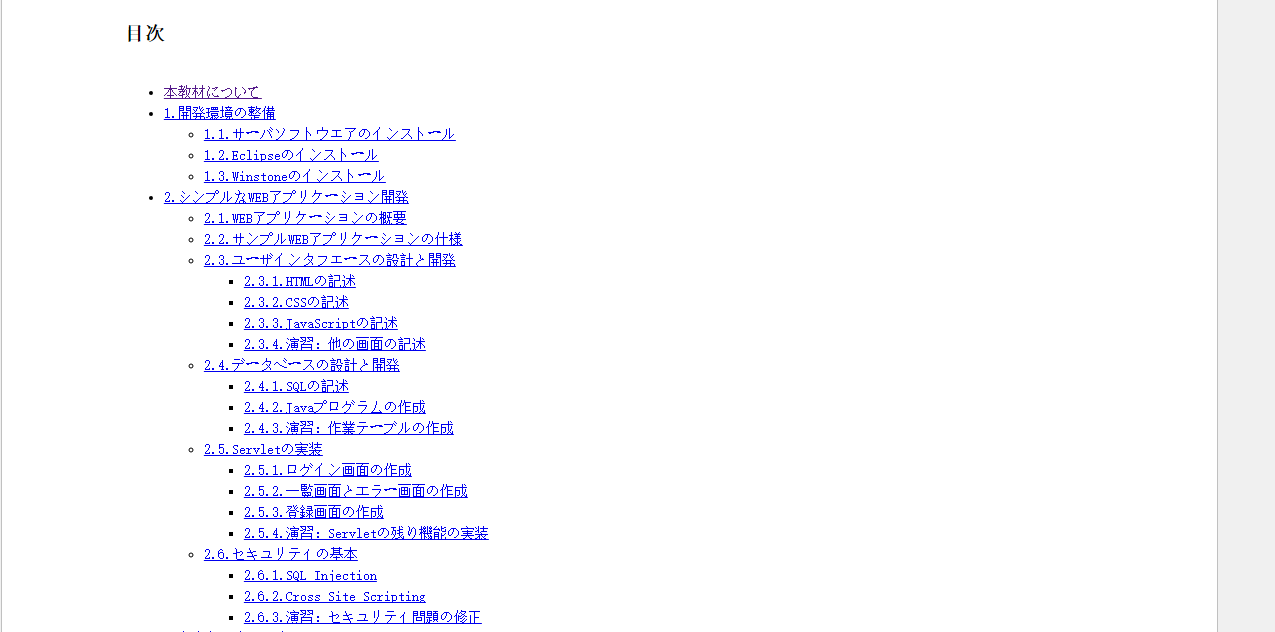 目次
本教材について
1.開発環境の整備
1.1.サーバソフトウエアのインストール
1.2.Eclipseのインストール
1.3.Winstoneのインストール
2.シンプルなWEBアプリケーション開発
2.1.WEBアプリケーションの概要
2.2.サンプルWEBアプリケーションの仕様
2.3.ユーザインタフエースの設計と開発
2.3.1.HTMLの記述
2.3.2.CSSの記述
2.3.3.JavaScriptの記述
2.3.4.演習：他の画面の記述
2.4.データベースの設計と開発
2.4.1.SQLの記述
2.4.2.Javaプログラムの作成
2.4.3.演習：作業テーブルの作成
2.5.Servletの実装
2.5.1.ログイン画面の作成
2.5.2.一覧画面とエラー画面の作成
2.5.3.登録画面の作成
2.5.4.演習：Servletの残り機能の実装
2.6.セキュリティの基本
2.6.1.SQL Injection
2.6.2.Cross Site Scripting
2.6.3.演習：セキュリティ問題の修正